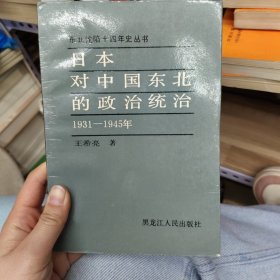 东北沦陷十四年史丛书
日本
对中国东北
的政治统治
1931—1945年
王希亮 著
黑龙江人民出版社